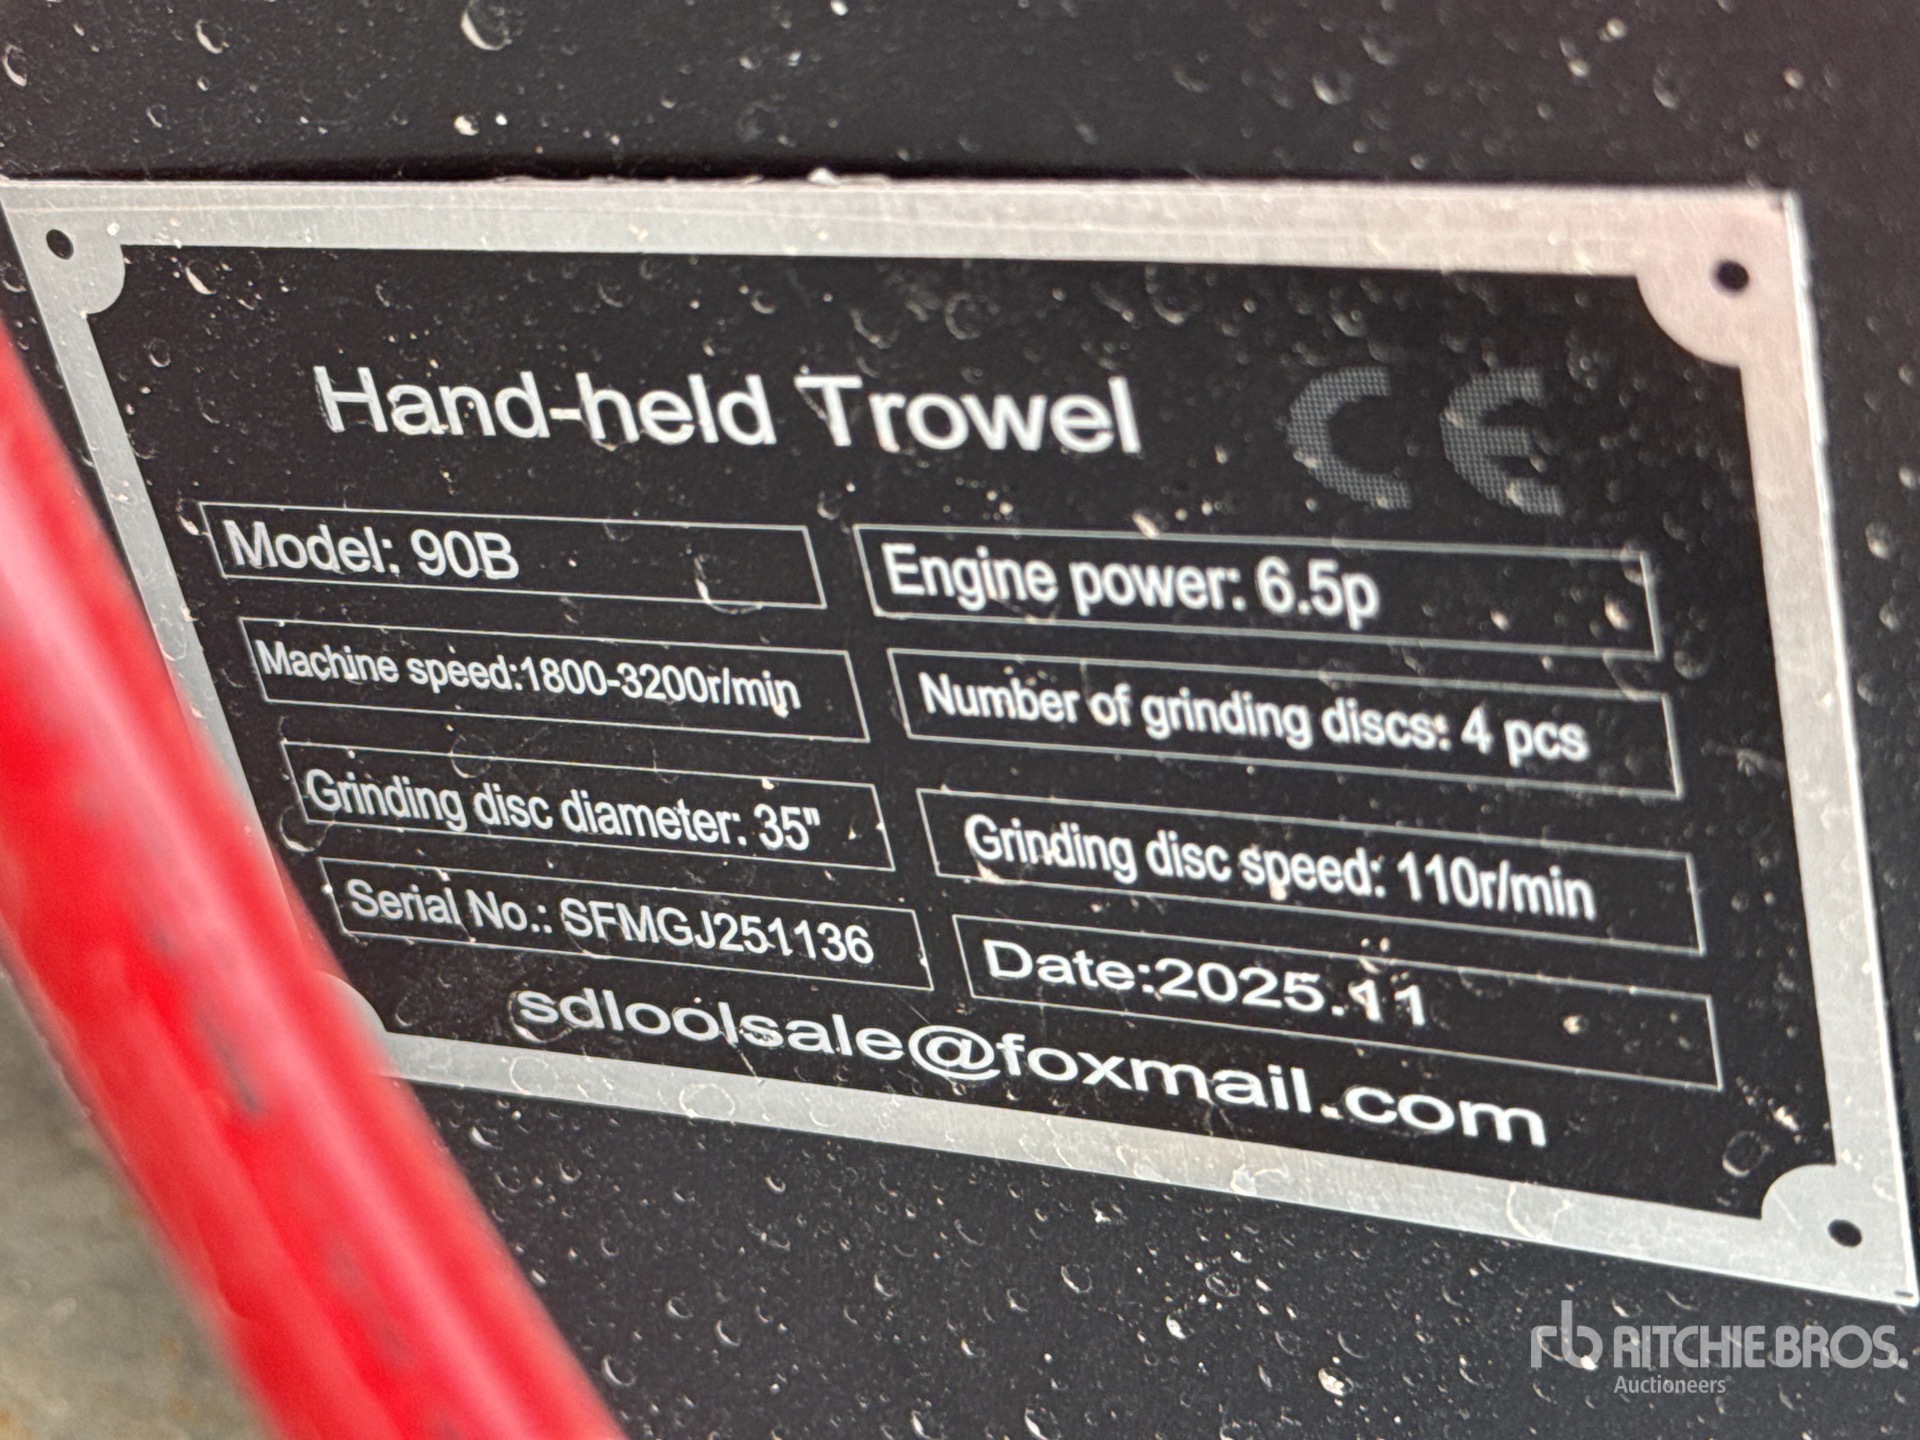 Hand-held Trowel CE
Model: 90B
Engine power: 6.5p
Machine speed:1800-3200r/min
Number of grinding discs: 4 pcs
Grinding disc diameter: 35"
Grinding disc speed: 110r/min
Serial No.: SFMGJ251136
Date:2025.11
sdloolsale@foxmail.com
rb RITCHIE BROS.
Auctioneers